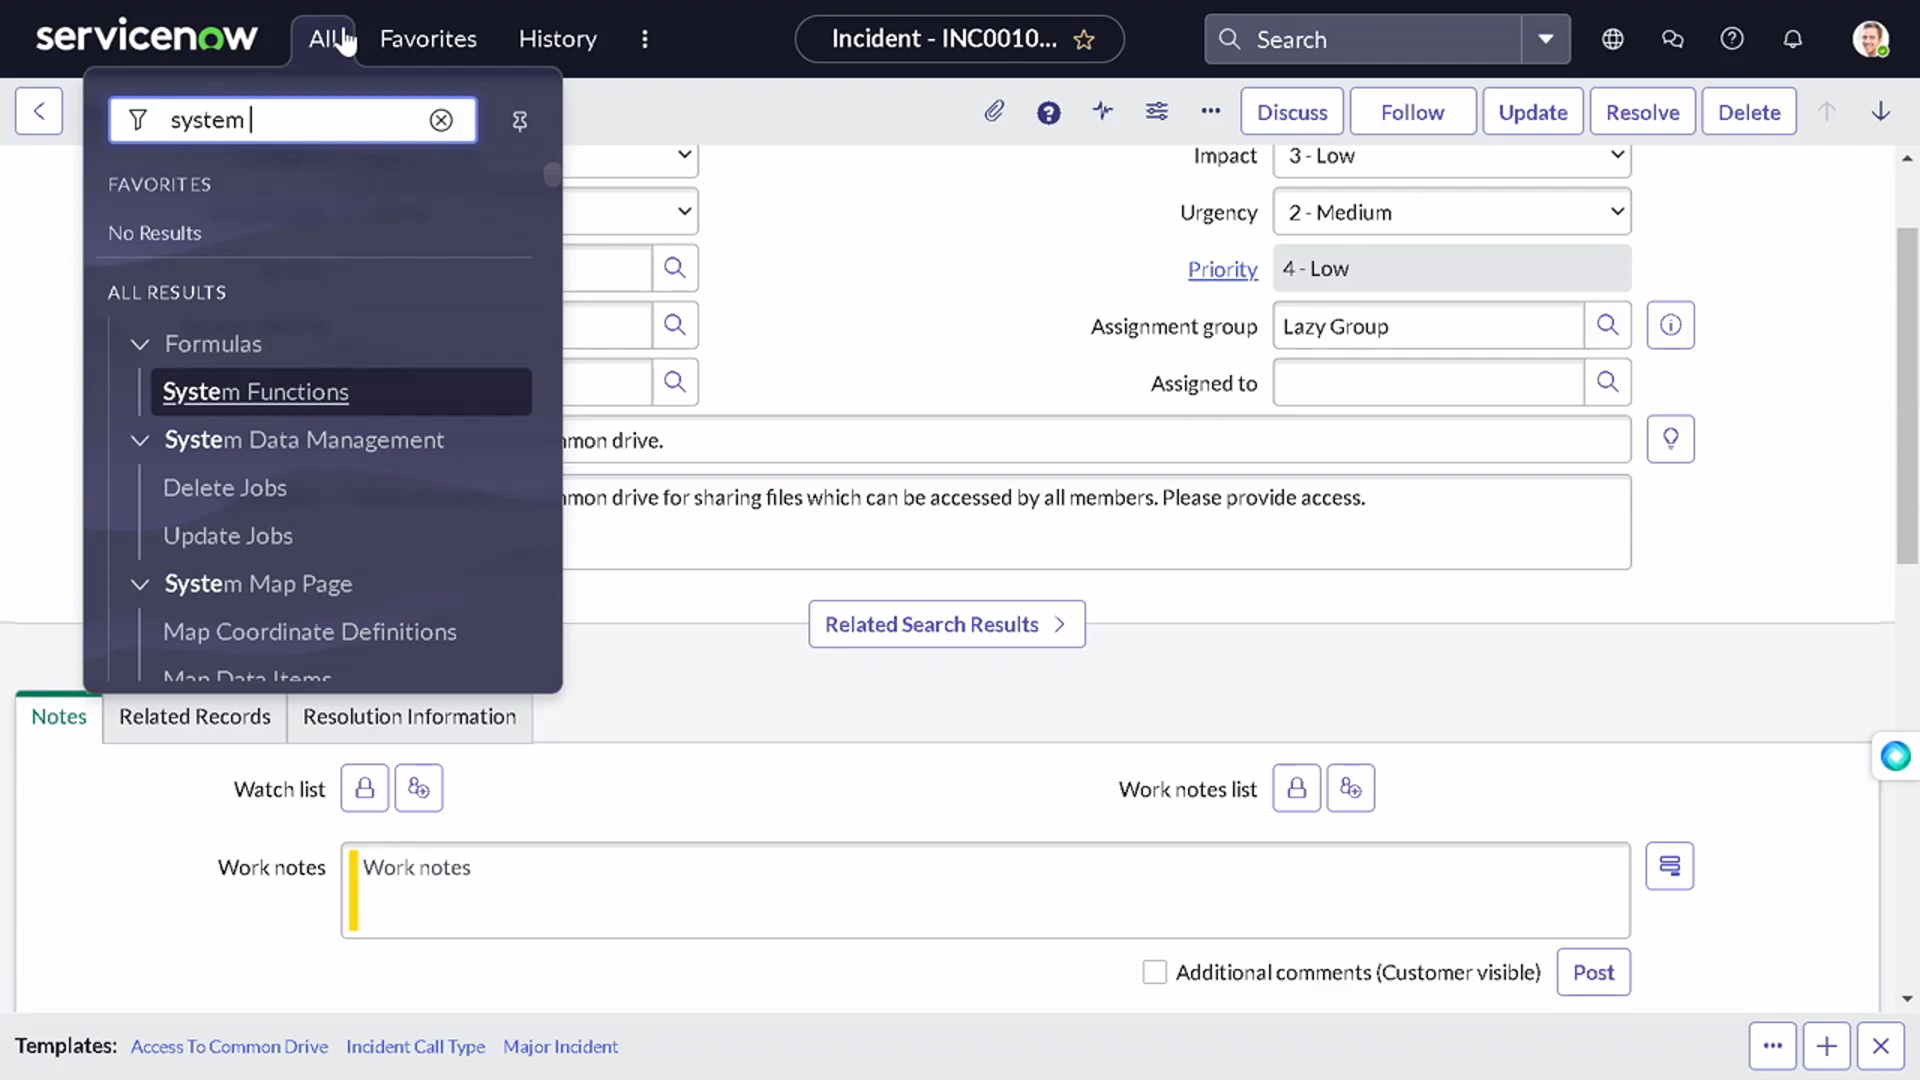 servicenow
All
Favorites
History
Incident - INC0010...
Search
system
FAVORITES
No Results
ALL RESULTS
Formulas
System Functions
System Data Management
Delete Jobs
Update Jobs
System Map Page
Map Coordinate Definitions
Map Data Items
Discuss
Follow
Update
Resolve
Delete
Impact
3 - Low
Urgency
2 - Medium
Priority
4 - Low
Assignment group
Lazy Group
Assigned to
mmon drive.
mmon drive for sharing files which can be accessed by all members. Please provide access.
Related Search Results
Notes
Related Records
Resolution Information
Watch list
Work notes list
Work notes
Work notes
Additional comments (Customer visible)
Post
Templates:
Access To Common Drive
Incident Call Type
Major Incident